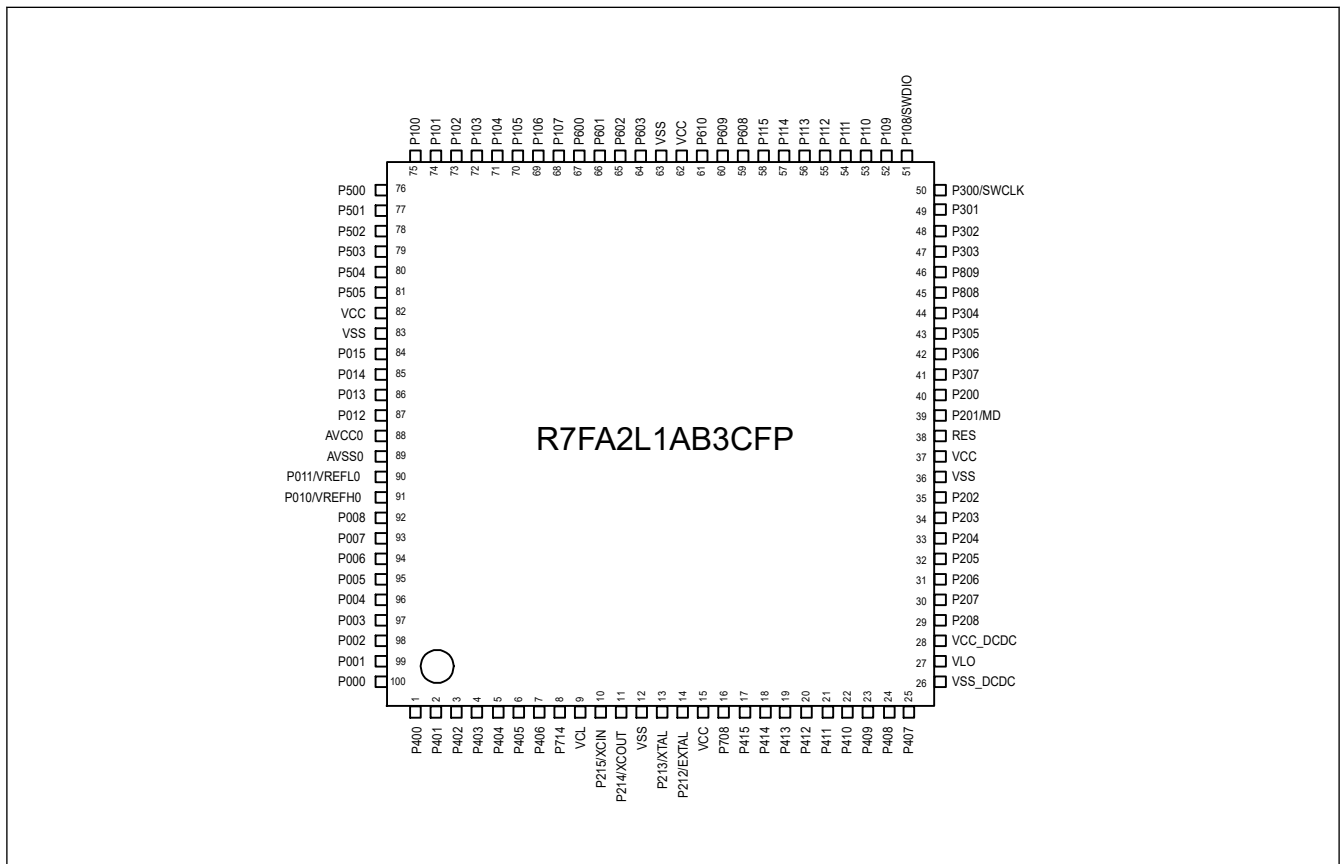 P100
P101
P102
P103
P104
P105
P106
P107
P600
P601
P602
P603
VSS
VCC
P610
P609
P608
P115
P114
P113
P112
P111
P110
P109
P108/SWDIO
75
74
73
72
71
70
69
68
67
66
65
64
63
62
61
60
59
58
57
56
55
54
53
52
51
P500 76
P501 77
P502 78
P503 79
P504 80
P505 81
VCC 82
VSS 83
P015 84
P014 85
P013 86
P012 87
AVCC0 88
AVSS0 89
P011/VREFL0 90
P010/VREFH0 91
P008 92
P007 93
P006 94
P005 95
P004 96
P003 97
P002 98
P001 99
P000 100
R7FA2L1AB3CFP
50 P300/SWCLK
49 P301
48 P302
47 P303
46 P809
45 P808
44 P304
43 P305
42 P306
41 P307
40 P200
39 P201/MD
38 RES
37 VCC
36 VSS
35 P202
34 P203
33 P204
32 P205
31 P206
30 P207
29 P208
28 VCC_DCDC
27 VLO
26 VSS_DCDC
1
2
3
4
5
6
7
8
9
10
11
12
13
14
15
16
17
18
19
20
21
22
23
24
25
P400
P401
P402
P403
P404
P405
P406
P714
VCL
P215/XCIN
P214/XCOUT
VSS
P213/XTAL
P212/EXTAL
VCC
P708
P415
P414
P413
P412
P411
P410
P409
P408
P407